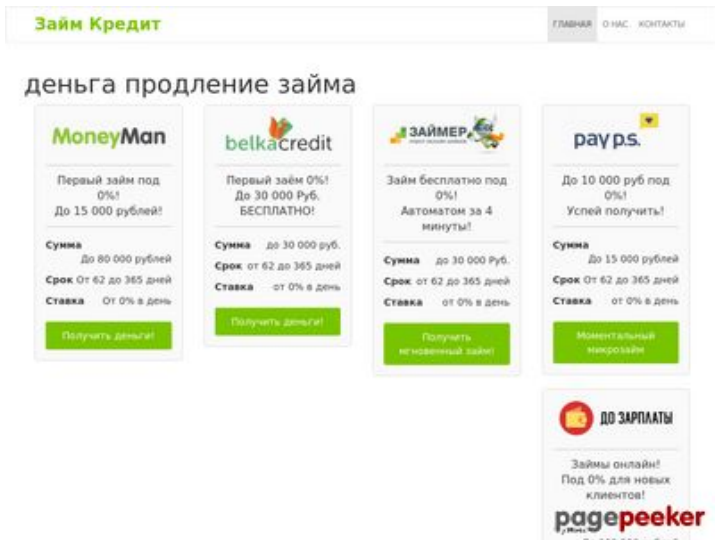 Займ Кредит
ГЛАВНАЯ О НАС КОНТАКТЫ
деньга продление займа
MoneyMan
Первый займ под
0%!
До 15 000 рублей!
Сумма
До 80 000 рублей
Срок От 62 до 365 дней
Ставка От 0% в день
Получить деньги!
belkacredit
Первый заём 0%!
До 30 000 Руб.
БЕСПЛАТНО!
Сумма до 30 000 руб.
Срок от 62 до 365 дней
Ставка от 0% в день
Получить деньги!
ЗАЙМЕР
Займ бесплатно под
0%!
Автоматом за 4
минуты!
Сумма до 30 000 Руб.
Срок от 62 до 365 дней
Ставка от 0% в день
Получить
мгновенный займ!
pay p.s.
До 10 000 руб под
0%!
Успей получить!
Сумма
До 15 000 рублей
Срок От 62 до 365 дней
Ставка от 0% в день
Моментальный
микрозайм
ДО ЗАРПЛАТЫ
Займы онлайн!
Под 0% для новых
клиентов!
pagepeeker